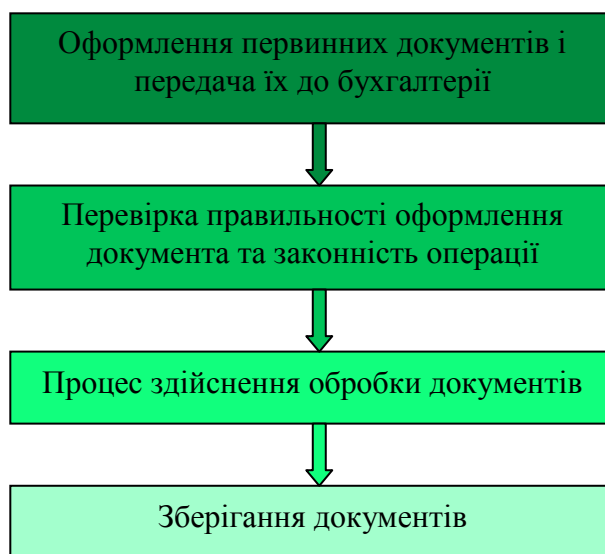 Оформлення первинних документів і
передача їх до бухгалтерії
Перевірка правильності оформлення
документа та законність операції
Процес здійснення обробки документів
Зберігання документів